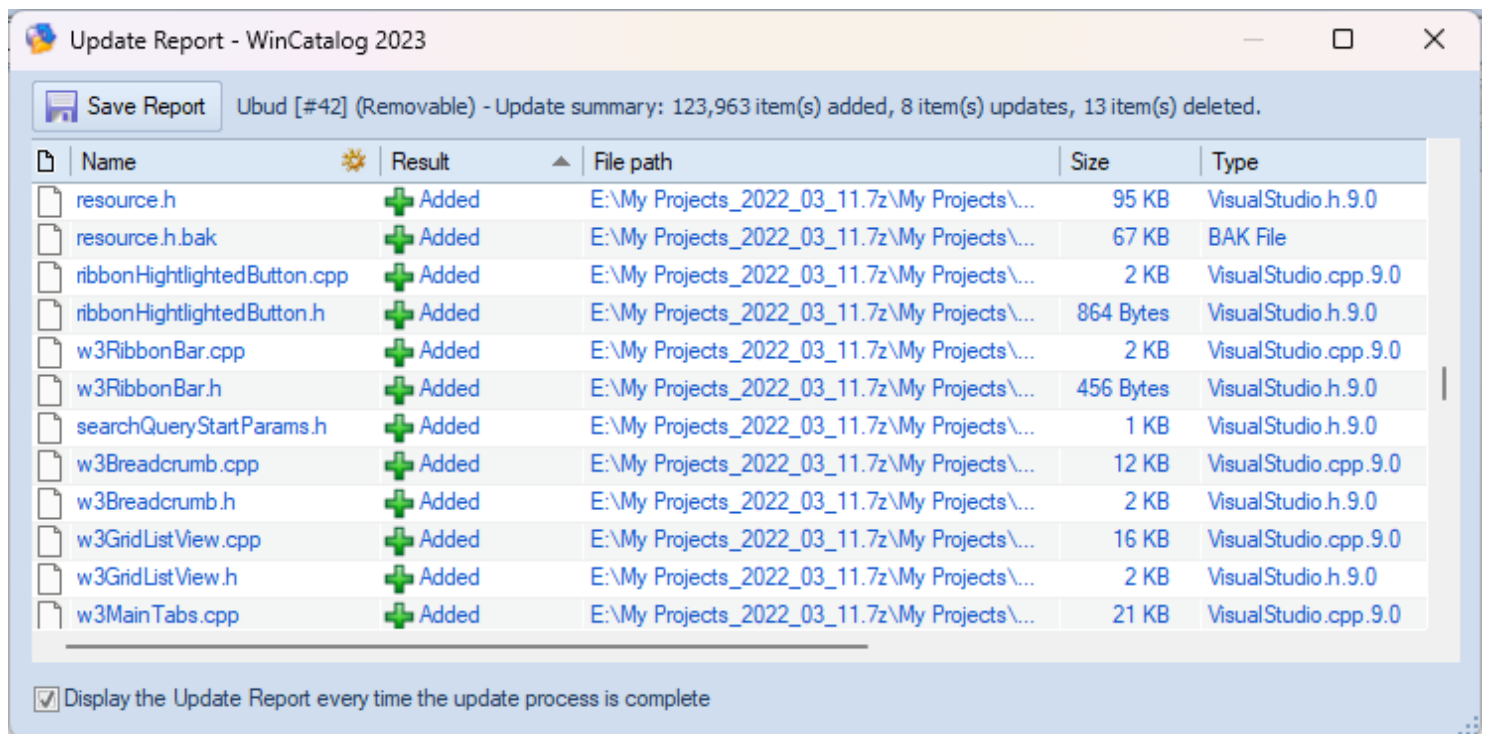 Update Report - WinCatalog 2023
Save Report Ubud [#42] (Removable) - Update summary: 123,963 item(s) added, 8 item(s) updates, 13 item(s) deleted.
Name Result File path Size Type
resource.h Added E:\My Projects_2022_03_11.7z\My Projects\... 95 KB VisualStudio.h.9.0
resource.h.bak Added E:\My Projects_2022_03_11.7z\My Projects\... 67 KB BAK File
ribbonHightlightedButton.cpp Added E:\My Projects_2022_03_11.7z\My Projects\... 2 KB VisualStudio.cpp.9.0
ribbonHightlightedButton.h Added E:\My Projects_2022_03_11.7z\My Projects\... 864 Bytes VisualStudio.h.9.0
w3RibbonBar.cpp Added E:\My Projects_2022_03_11.7z\My Projects\... 2 KB VisualStudio.cpp.9.0
w3RibbonBar.h Added E:\My Projects_2022_03_11.7z\My Projects\... 456 Bytes VisualStudio.h.9.0
searchQueryStartParams.h Added E:\My Projects_2022_03_11.7z\My Projects\... 1 KB VisualStudio.h.9.0
w3Breadcrumb.cpp Added E:\My Projects_2022_03_11.7z\My Projects\... 12 KB VisualStudio.cpp.9.0
w3Breadcrumb.h Added E:\My Projects_2022_03_11.7z\My Projects\... 2 KB VisualStudio.h.9.0
w3GridListView.cpp Added E:\My Projects_2022_03_11.7z\My Projects\... 16 KB VisualStudio.cpp.9.0
w3GridListView.h Added E:\My Projects_2022_03_11.7z\My Projects\... 2 KB VisualStudio.h.9.0
w3MainTabs.cpp Added E:\My Projects_2022_03_11.7z\My Projects\... 21 KB VisualStudio.cpp.9.0
Display the Update Report every time the update process is complete